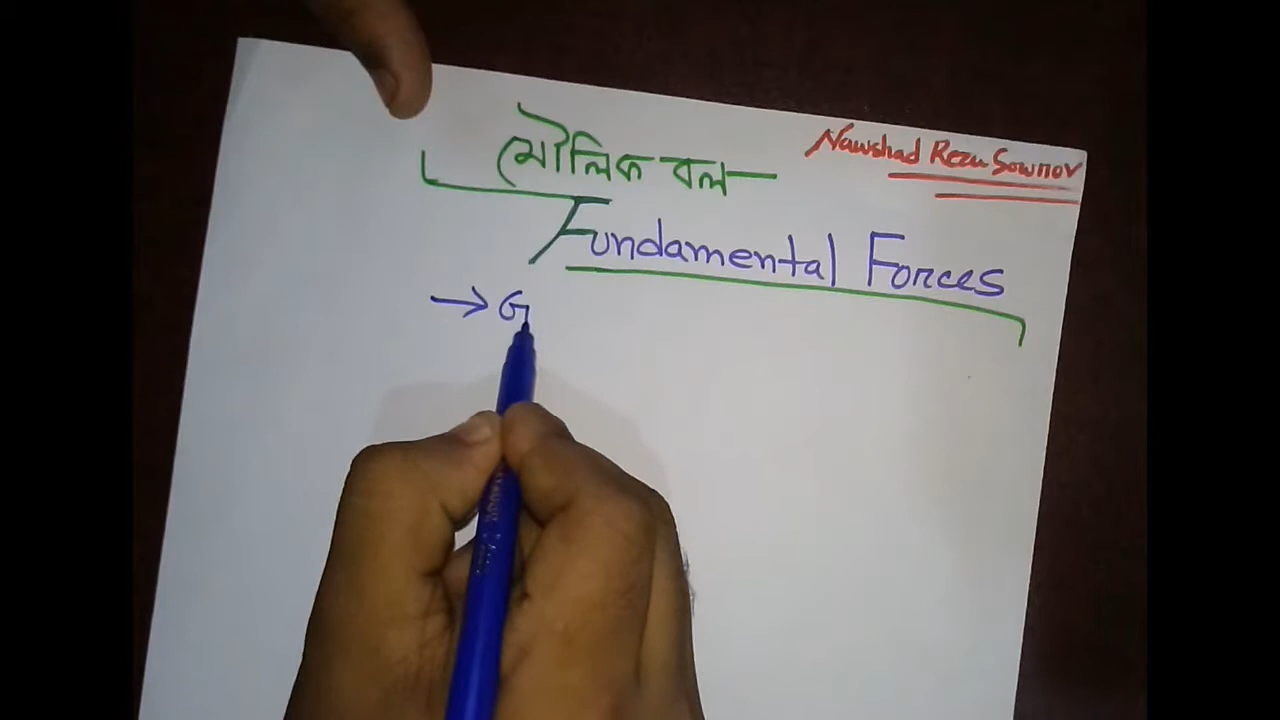 মৌলিক বল—
Nawshad Reza Sownov
Fundamental Forces
→ G